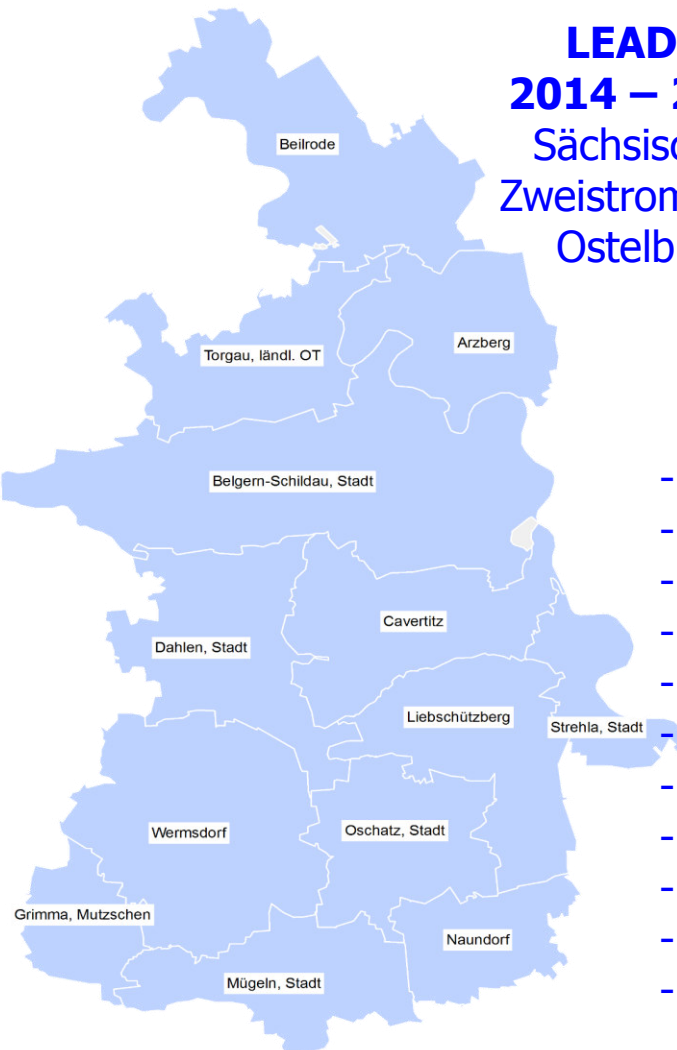 LEAD
2014 – 2
Sächsisc
Zweistrom
Ostelb
Beilrode
Arzberg
Torgau, ländl. OT
Belgern-Schildau, Stadt
-
-
-
Cavertitz
-
Dahlen, Stadt
-
Liebschützberg
Strehla, Stadt -
-
Wermsdorf
Oschatz, Stadt
-
-
Grimma, Mutzschen
Naundorf
-
Mügeln, Stadt
-